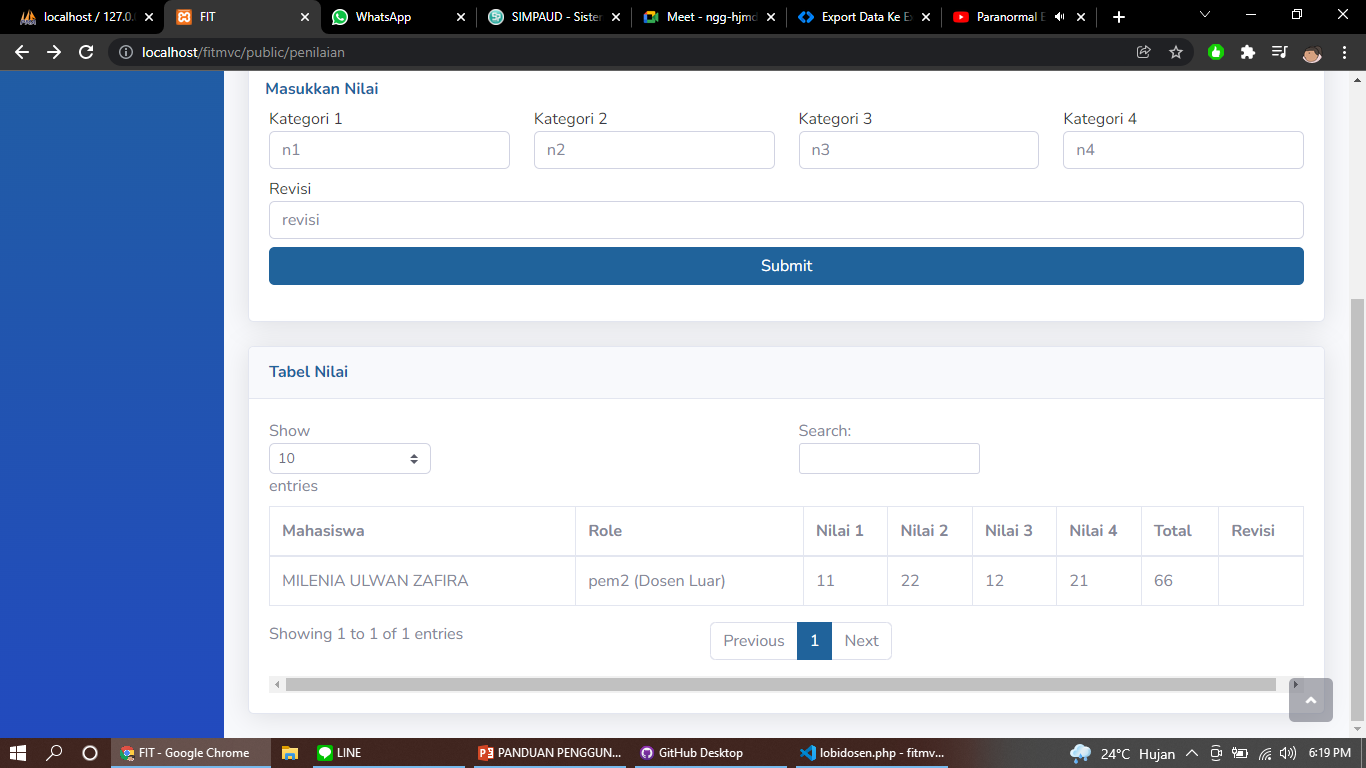 localhost / 127.0.
FIT
WhatsApp
SIMPAUD - Sister
Meet - ngg-hjmd
Export Data Ke Ex
Paranormal E
localhost/fitmvc/public/penilaian
Masukkan Nilai
Kategori 1 Kategori 2 Kategori 3 Kategori 4
n1 n2 n3 n4
Revisi
revisi
Submit
Tabel Nilai
Show Search:
10
entries
Mahasiswa Role Nilai 1 Nilai 2 Nilai 3 Nilai 4 Total Revisi
MILENIA ULWAN ZAFIRA pem2 (Dosen Luar) 11 22 12 21 66
Showing 1 to 1 of 1 entries Previous 1 Next
FIT - Google Chrome LINE PANDUAN PENGGUN... GitHub Desktop lobidosen.php - fitmv... 24°C Hujan 6:19 PM